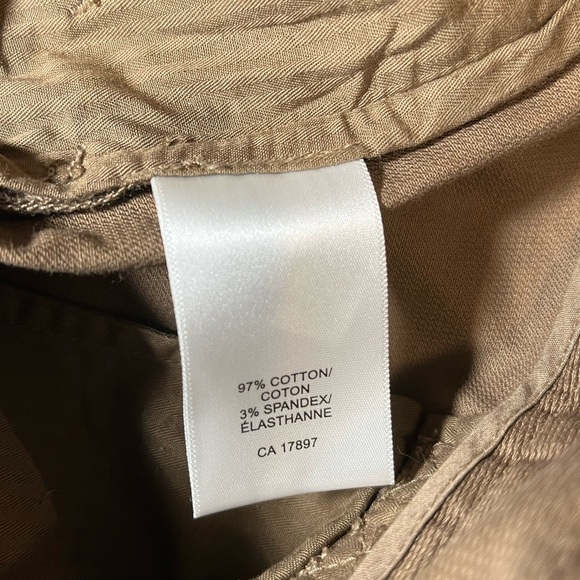 97% COTTON/
COTON
3% SPANDEX/
ÉLASTHANNE
CA 17897